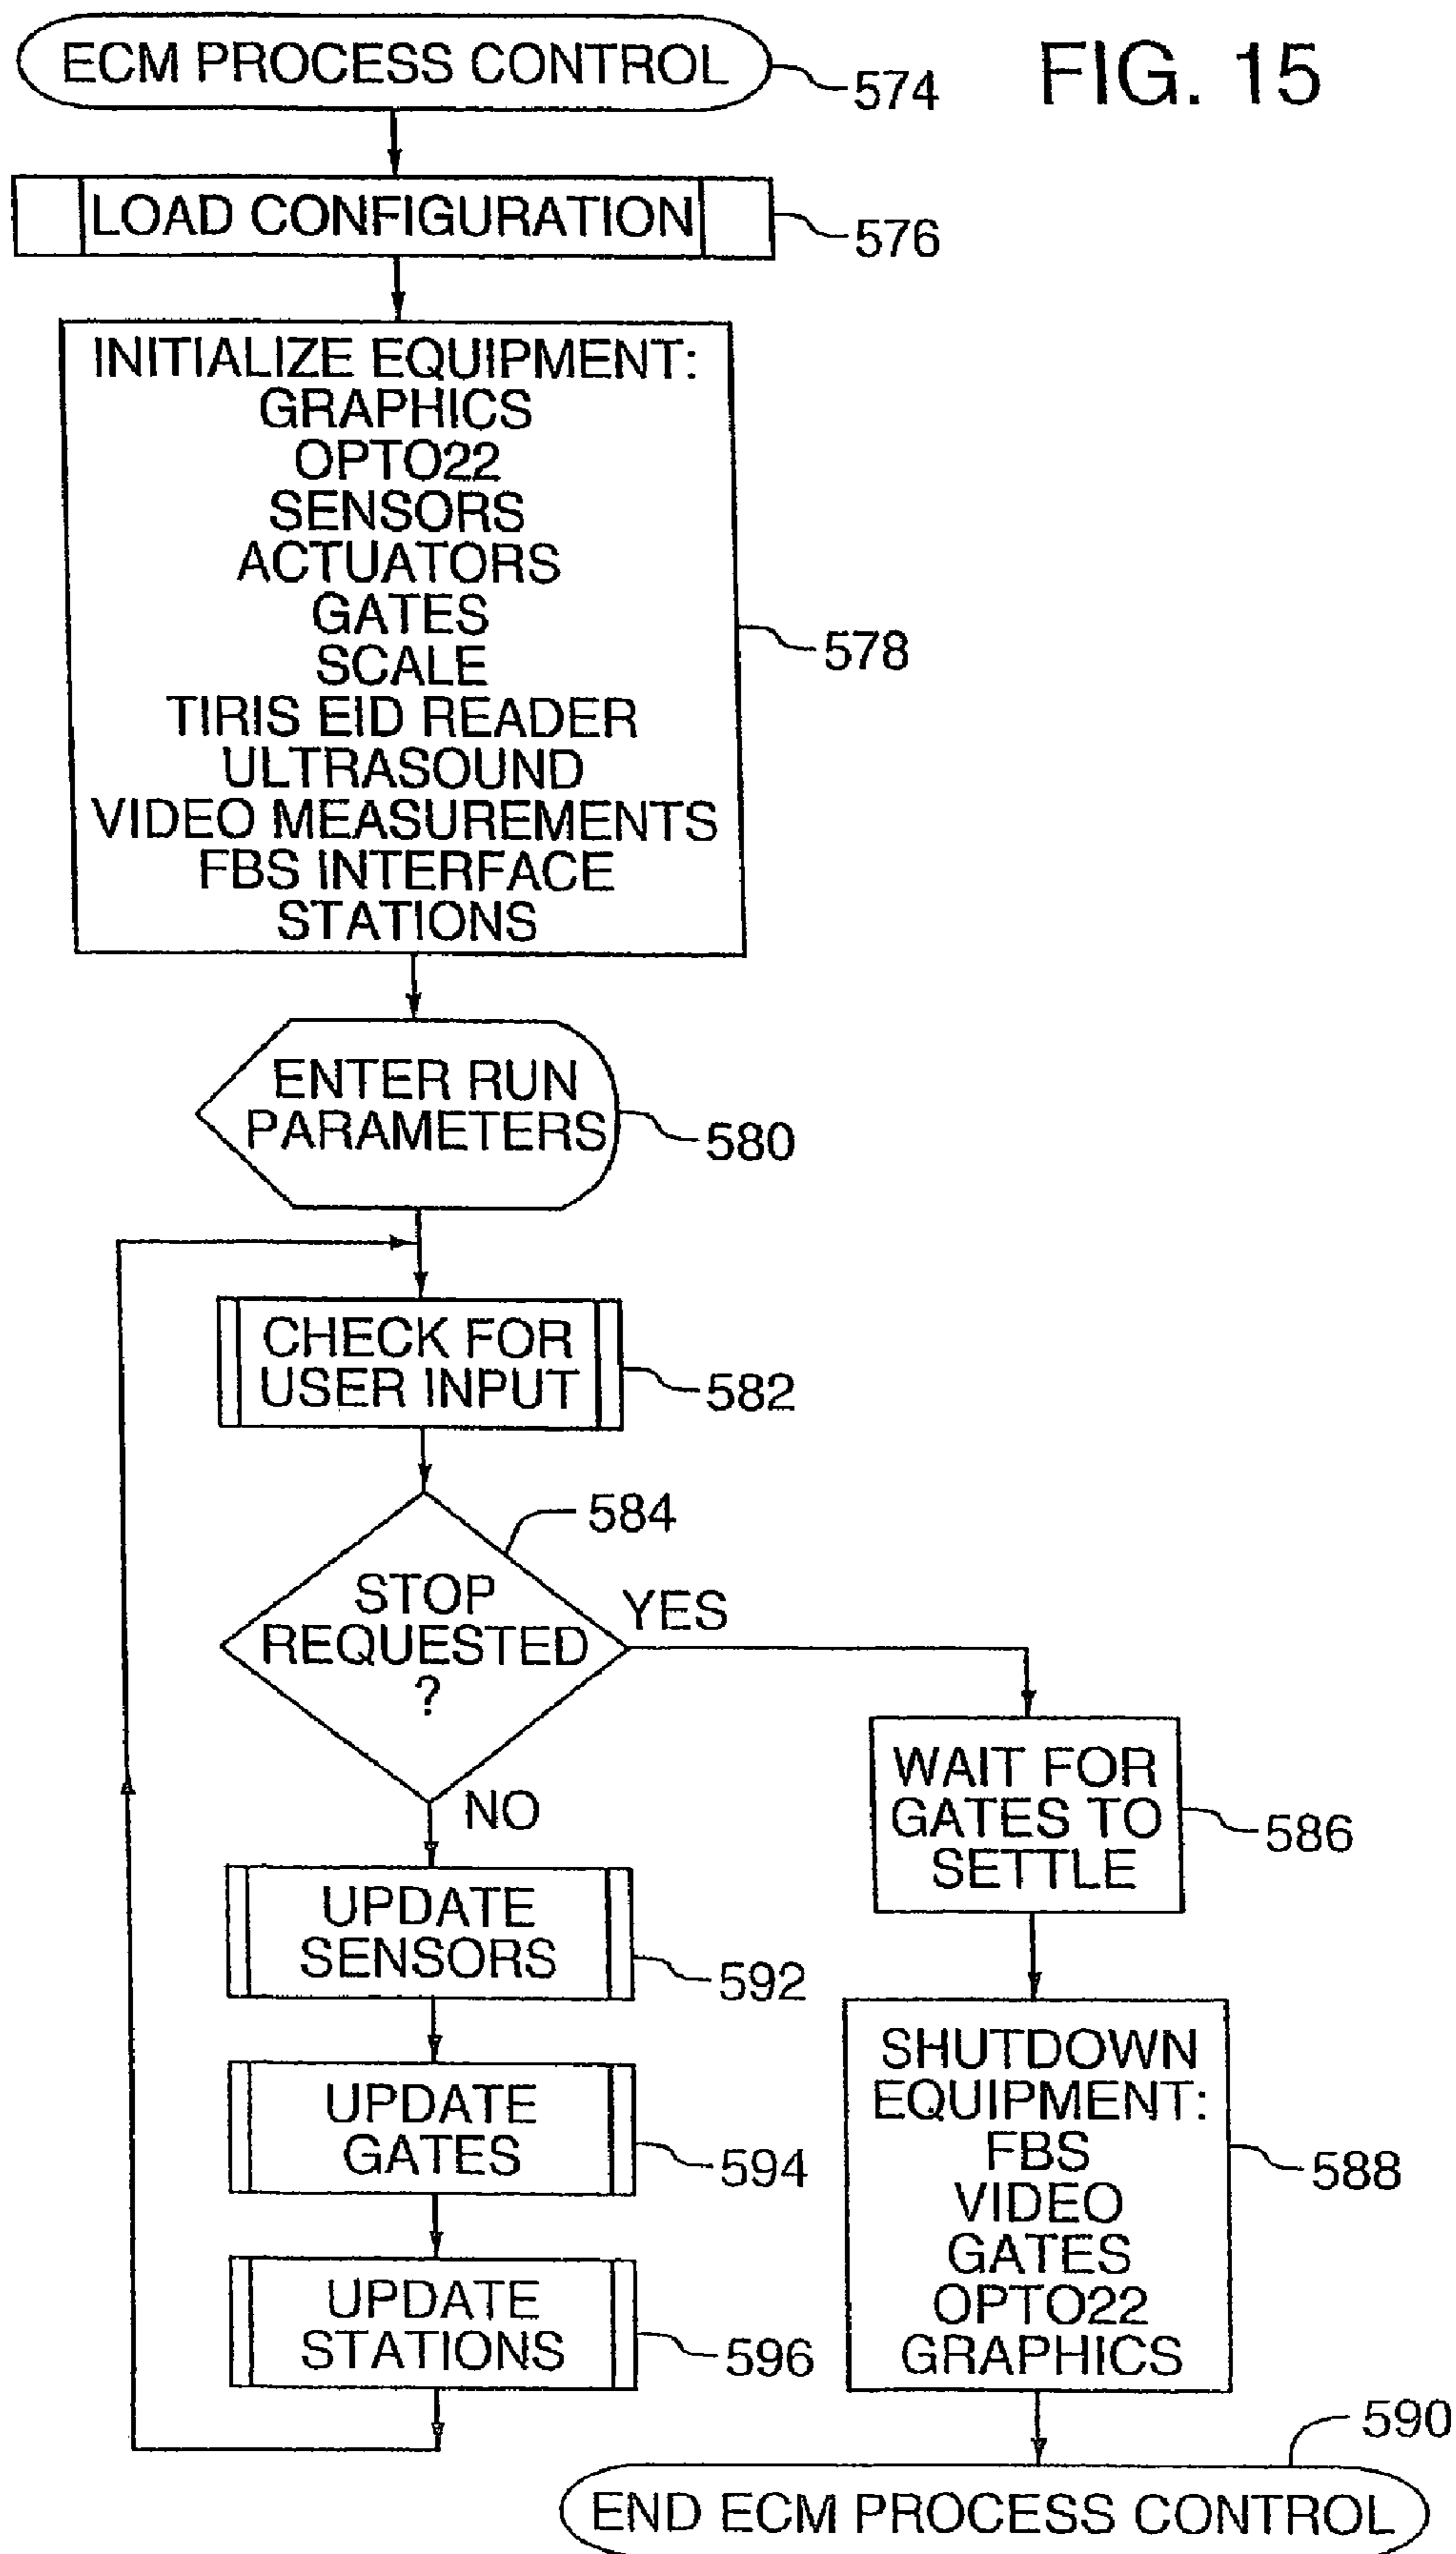 FIG. 15
ECM PROCESS CONTROL
574
LOAD CONFIGURATION
576
INITIALIZE EQUIPMENT:
GRAPHICS
OPTO22
SENSORS
ACTUATORS
GATES
SCALE
TIRIS EID READER
ULTRASOUND
VIDEO MEASUREMENTS
FBS INTERFACE
STATIONS
578
ENTER RUN
PARAMETERS
580
CHECK FOR
USER INPUT
582
584
STOP
REQUESTED
?
YES
NO
WAIT FOR
GATES TO
SETTLE
586
UPDATE
SENSORS
592
UPDATE
GATES
594
UPDATE
STATIONS
596
SHUTDOWN
EQUIPMENT:
FBS
VIDEO
GATES
OPTO22
GRAPHICS
588
590
END ECM PROCESS CONTROL